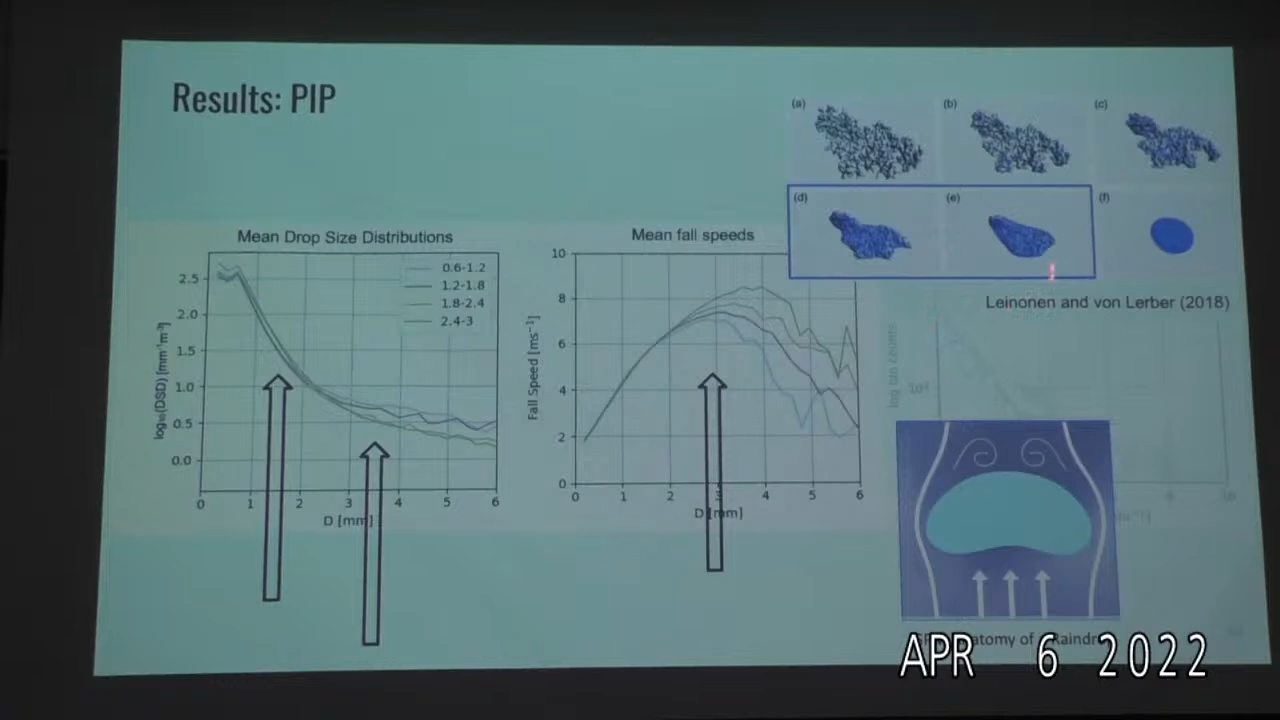 Results: PIP
(a)
(b)
(c)
(d)
(e)
(f)
Leinonen and von Lerber (2018)
Mean Drop Size Distributions
0.6-1.2
1.2-1.8
1.8-2.4
2.4-3
log₁₀(DSD) [mm⁻¹m⁻³]
2.5
2.0
1.5
1.0
0.5
0.0
0 1 2 3 4 5 6
D [mm]
Mean fall speeds
Fall Speed [ms⁻¹]
10
8
6
4
2
0
0 1 2 3 4 5 6
D [mm]
counts
of
APR 6 2022